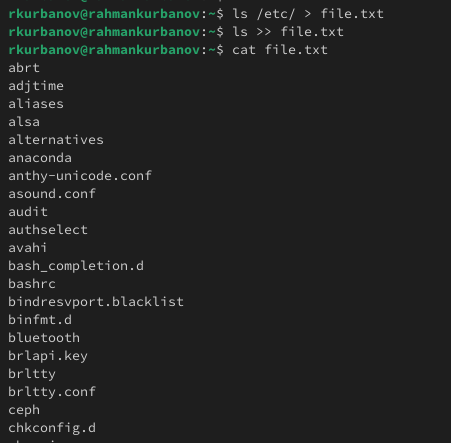 rkurbanov@rahmankurbanov:~$ ls /etc/ > file.txt
rkurbanov@rahmankurbanov:~$ ls >> file.txt
rkurbanov@rahmankurbanov:~$ cat file.txt
abrt
adjtime
aliases
alsa
alternatives
anaconda
anthy-unicode.conf
asound.conf
audit
authselect
avahi
bash_completion.d
bashrc
bindresvport.blacklist
binfmt.d
bluetooth
brlapi.key
brltty
brltty.conf
ceph
chkconfig.d